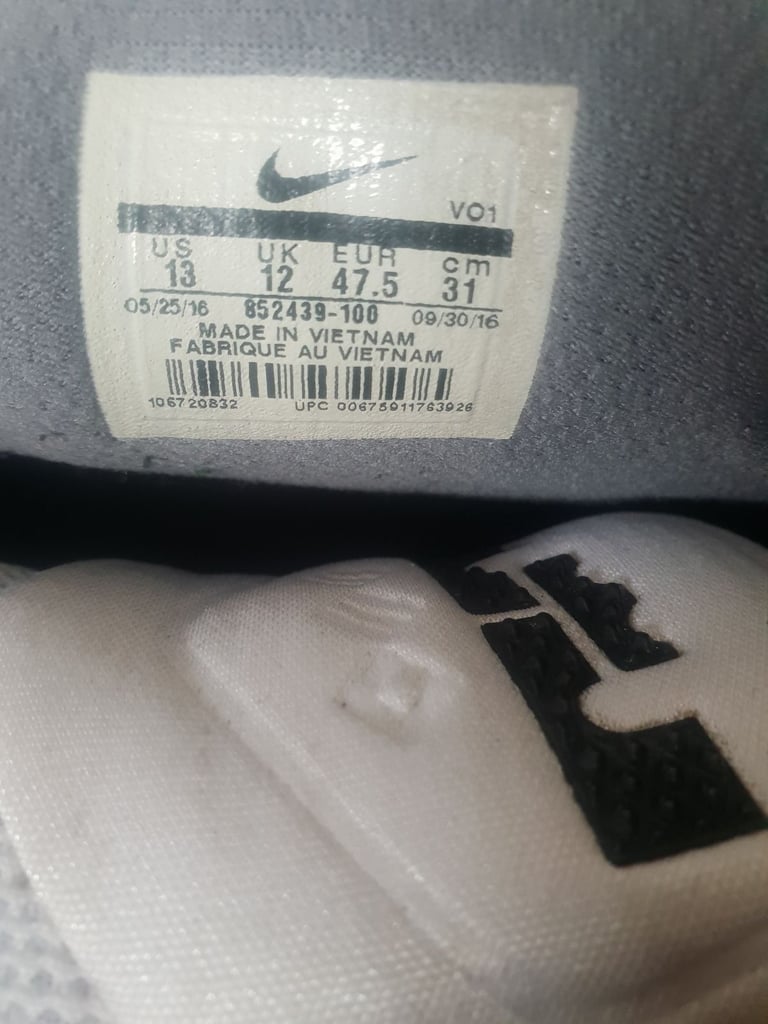 VO1
US UK EUR cm
13 12 47.5 31
05/25/16 852439-100 09/30/16
MADE IN VIETNAM
FABRIQUE AU VIETNAM
106720832 UPC 00675911763926